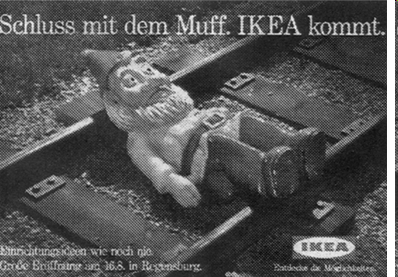 Schluss mit dem Muff. IKEA kommt.
Einrichtungsideen wie noch nie.
Große Eröffnung am 16.8. in Regensburg.
IKEA
Entdecke die Möglichkeiten.